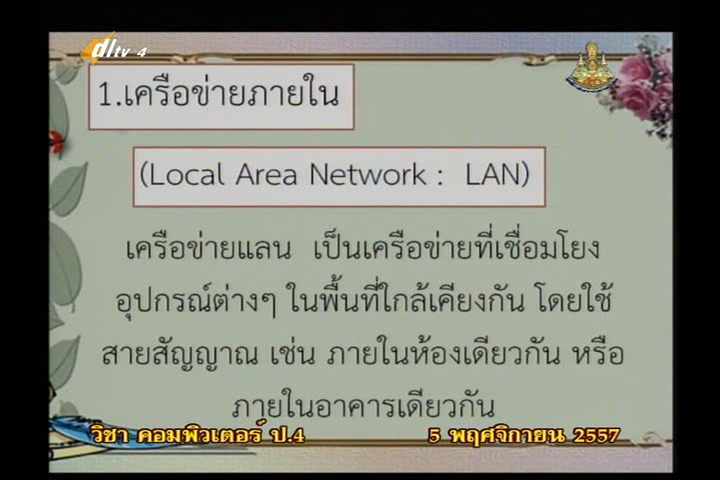 dltv 4
1.เครือข่ายภายใน
(Local Area Network :  LAN)
เครือข่ายแลน  เป็นเครือข่ายที่เชื่อมโยง
อุปกรณ์ต่างๆ ในพื้นที่ใกล้เคียงกัน โดยใช้
สายสัญญาณ เช่น ภายในห้องเดียวกัน หรือ
ภายในอาคารเดียวกัน
วิชา คอมพิวเตอร์ ป.4
5 พฤศจิกายน 2557